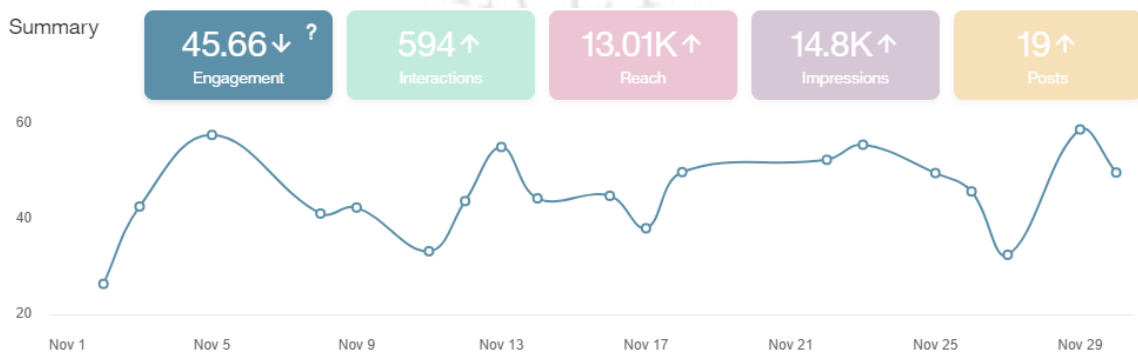 Summary
45.66↓ ?
Engagement
594↑
Interactions
13.01K↑
Reach
14.8K↑
Impressions
19↑
Posts
60
40
20
Nov 1 Nov 5 Nov 9 Nov 13 Nov 17 Nov 21 Nov 25 Nov 29